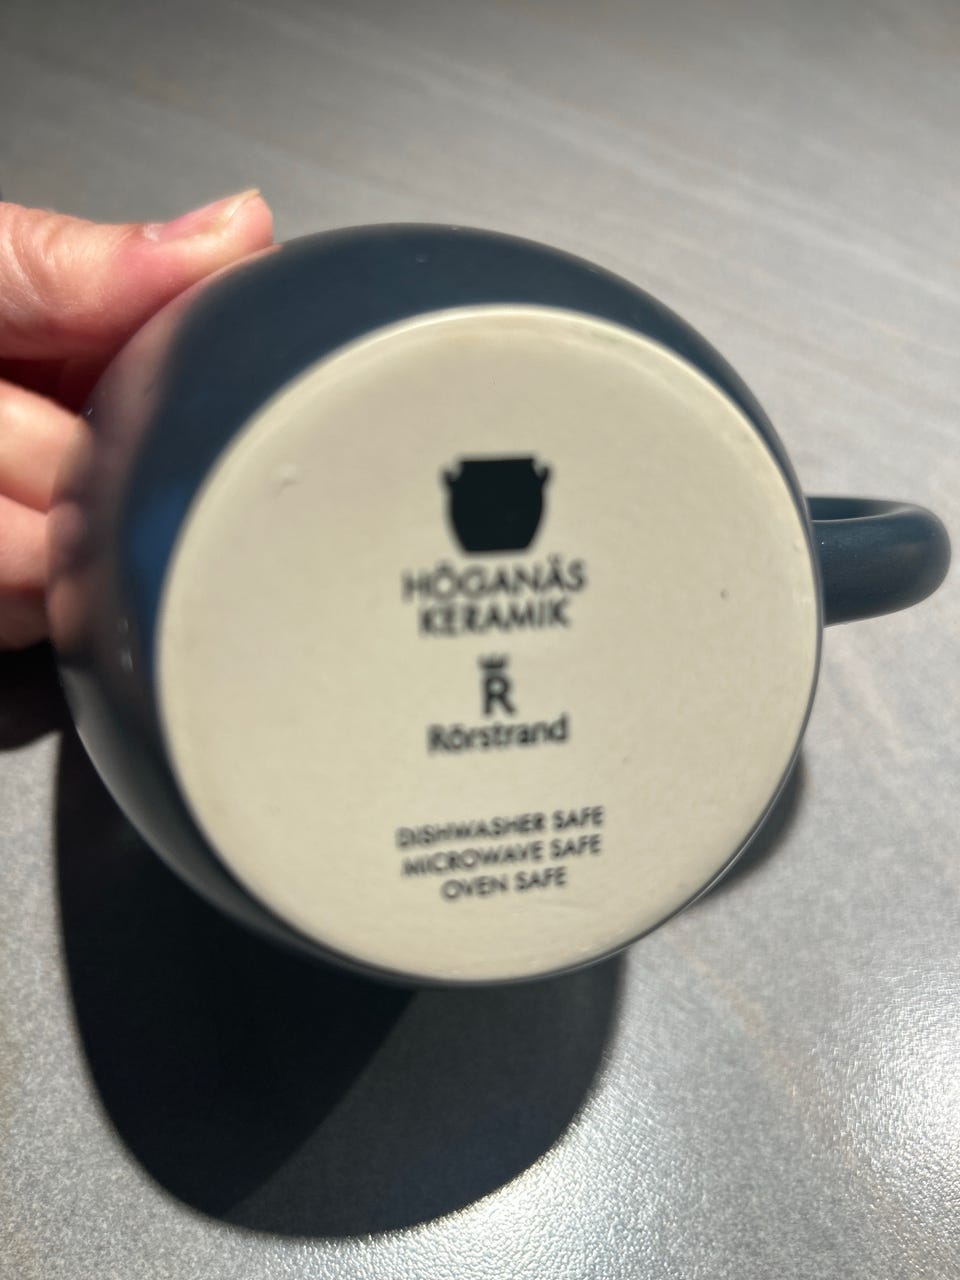 HÖGANÄS
KERAMIK
R
Rörstrand
DISHWASHER SAFE
MICROWAVE SAFE
OVEN SAFE